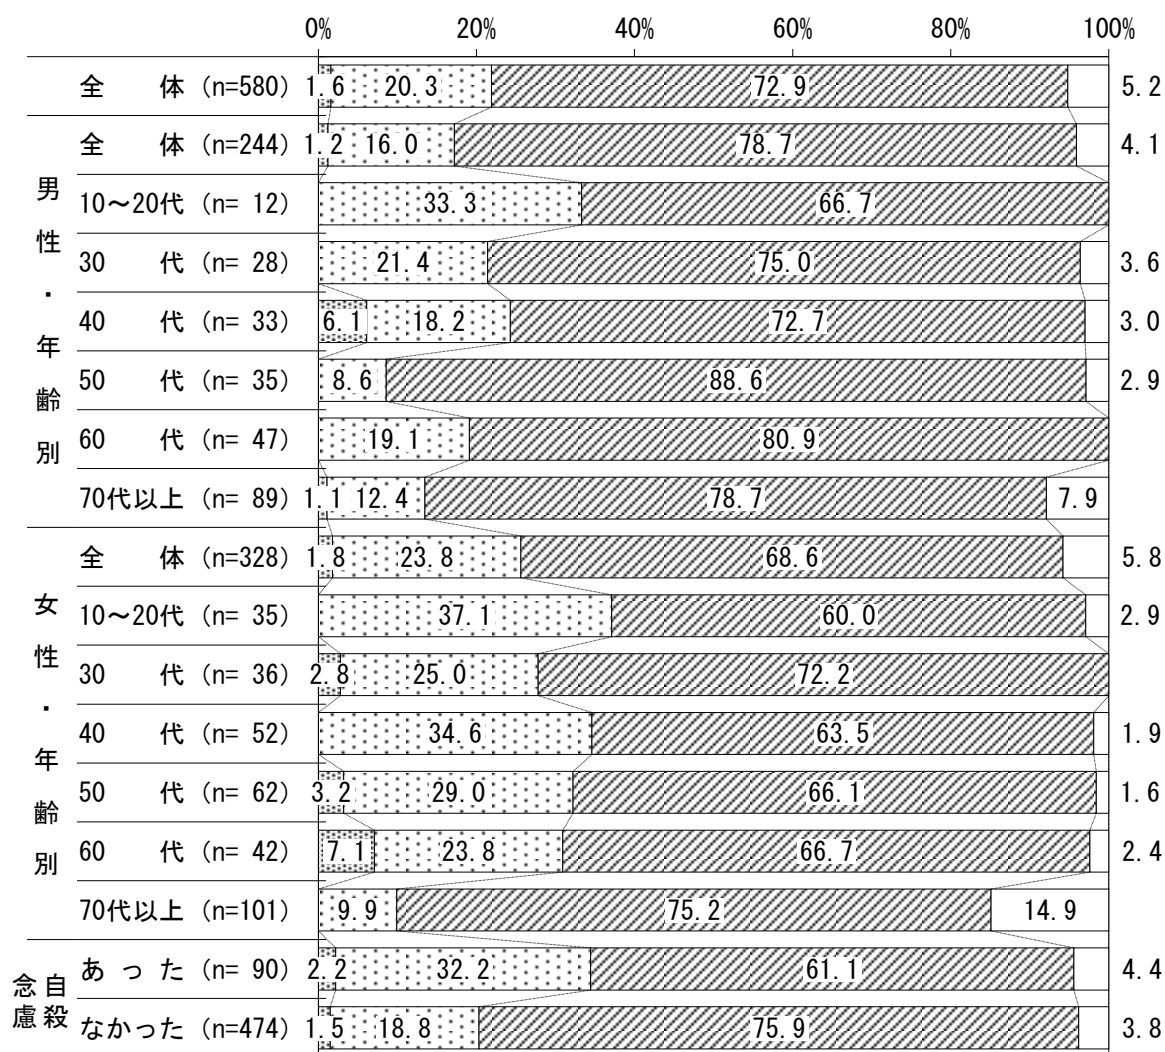 0% 20% 40% 60% 80% 100%
全 体 (n=580) 1.6 20.3 72.9 5.2
男性・年齢別
全 体 (n=244) 1.2 16.0 78.7 4.1
10～20代 (n= 12) 33.3 66.7
30 代 (n= 28) 21.4 75.0 3.6
40 代 (n= 33) 6.1 18.2 72.7 3.0
50 代 (n= 35) 8.6 88.6 2.9
60 代 (n= 47) 19.1 80.9
70代以上 (n= 89) 1.1 12.4 78.7 7.9
女性・年齢別
全 体 (n=328) 1.8 23.8 68.6 5.8
10～20代 (n= 35) 37.1 60.0 2.9
30 代 (n= 36) 2.8 25.0 72.2
40 代 (n= 52) 34.6 63.5 1.9
50 代 (n= 62) 3.2 29.0 66.1 1.6
60 代 (n= 42) 7.1 23.8 66.7 2.4
70代以上 (n=101) 9.9 75.2 14.9
自殺念慮
あった (n= 90) 2.2 32.2 61.1 4.4
なかった (n=474) 1.5 18.8 75.9 3.8